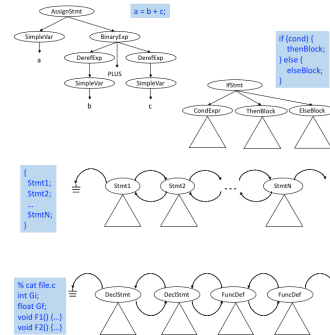 AssignStmt
a = b + c;
SimpleVar
BinaryExp
a
DerefExp
DerefExp
PLUS
SimpleVar
SimpleVar
b
c
if (cond) {
thenBlock;
} else {
elseBlock;
}
IfStmt
CondExpr
ThenBlock
ElseBlock
{
Stmt1;
Stmt2;
...
StmtN;
}
Stmt1
Stmt2
---
StmtN
% cat file.c
int Gi;
float Gf;
void F1() {...}
void F2() {...}
DeclStmt
DeclStmt
FuncDef
FuncDef